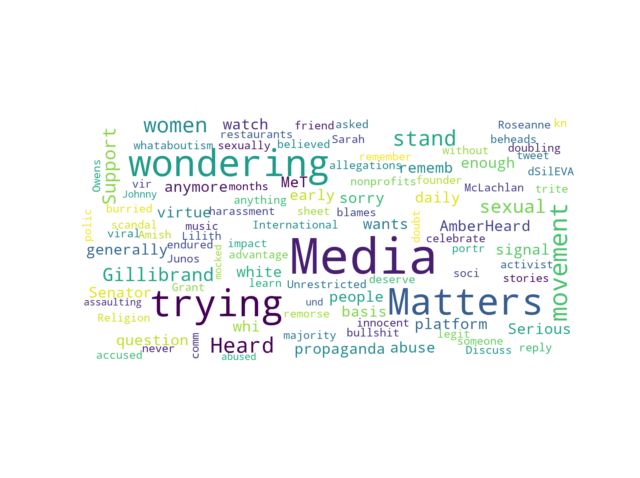 women watch friend asked Roseanne kn
restaurants stand beheads
whataboutism sexually believed Sarah without doubling
wondering remember tweet
Owens Support allegations rememb enough dSilEVA
vir anymore months MeT nonprofits founder McLachlan trite
Johnny anything early sorry daily sexual
burried virtue harassment sheet blames wants AmberHeard movement
polic scandal music International doubt celebrate signal
viral Amish Lilith
generally endured impact Media portr activist
Junos mocked advantage
Gillibrand white learn Unrestricted deserve soci stories
Senator Grant people
assaulting trying und Matters
Religion remorse basis
whi innocent platform Serious
question majority bullshit legit
never comm Heard someone
accused abused propaganda abuse Discuss reply